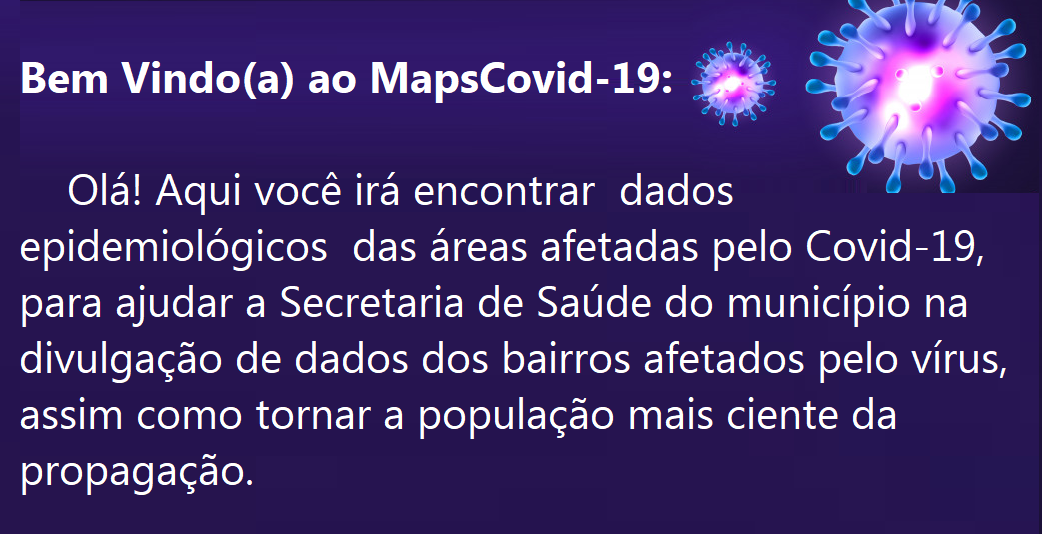 Bem Vindo(a) ao MapsCovid-19:
Olá! Aqui você irá encontrar  dados
epidemiológicos  das áreas afetadas pelo Covid-19,
para ajudar a Secretaria de Saúde do município na
divulgação de dados dos bairros afetados pelo vírus,
assim como tornar a população mais ciente da
propagação.